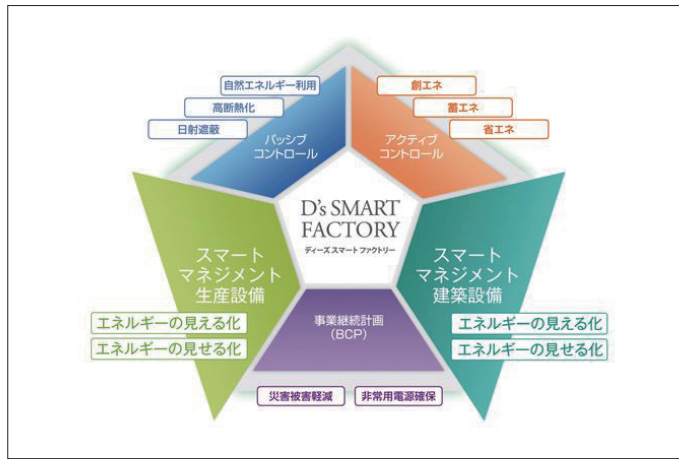 自然エネルギー利用
高断熱化
日射遮蔽
パッシブ
コントロール
創エネ
蓄エネ
省エネ
アクティブ
コントロール
D's SMART
FACTORY
ディーズ スマート ファクトリー
スマート
マネジメント
生産設備
エネルギーの見える化
エネルギーの見せる化
スマート
マネジメント
建築設備
エネルギーの見える化
エネルギーの見せる化
事業継続計画
（BCP）
災害被害軽減
非常用電源確保